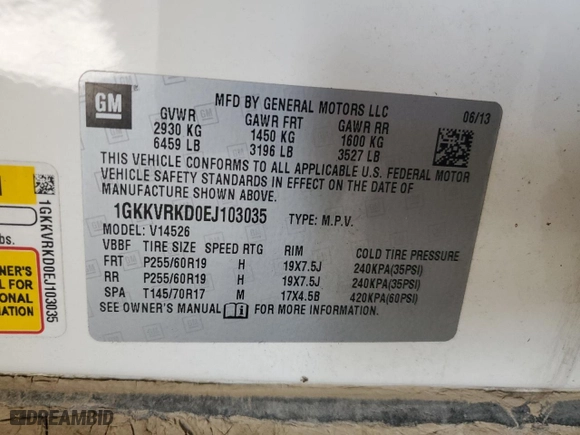 GM
MFD BY GENERAL MOTORS LLC
06/13
GVWR GAWR FRT GAWR RR
2930 KG 1450 KG 1600 KG
6459 LB 3196 LB 3527 LB
THIS VEHICLE CONFORMS TO ALL APPLICABLE U.S. FEDERAL MOTOR
VEHICLE SAFETY STANDARDS IN EFFECT ON THE DATE OF
MANUFACTURE SHOWN ABOVE.
1GKKVRKD0EJ103035 TYPE: M.P.V.
MODEL: V14526
VBBF TIRE SIZE SPEED RTG RIM COLD TIRE PRESSURE
FRT P255/60R19 H 19X7.5J 240KPA(35PSI)
RR P255/60R19 H 19X7.5J 240KPA(35PSI)
SPA T145/70R17 M 17X4.5B 420KPA(60PSI)
SEE OWNER'S MANUAL FOR MORE INFORMATION
1GKKVRKD0EJ103035
lbs.
OWNER'S
L FOR
ONAL
MATION
DREAMBID